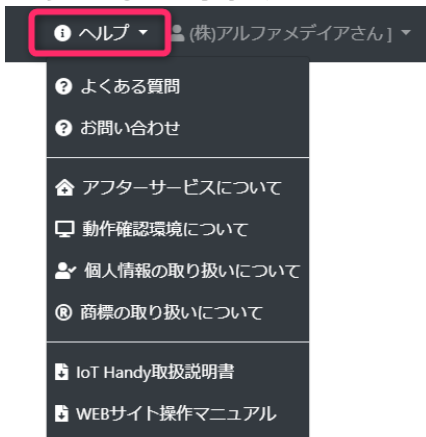 ヘルプ (株)アルファメデイアさん ]
よくある質問
お問い合わせ
アフターサービスについて
動作確認環境について
個人情報の取り扱いについて
商標の取り扱いについて
IoT Handy取扱説明書
WEBサイト操作マニュアル